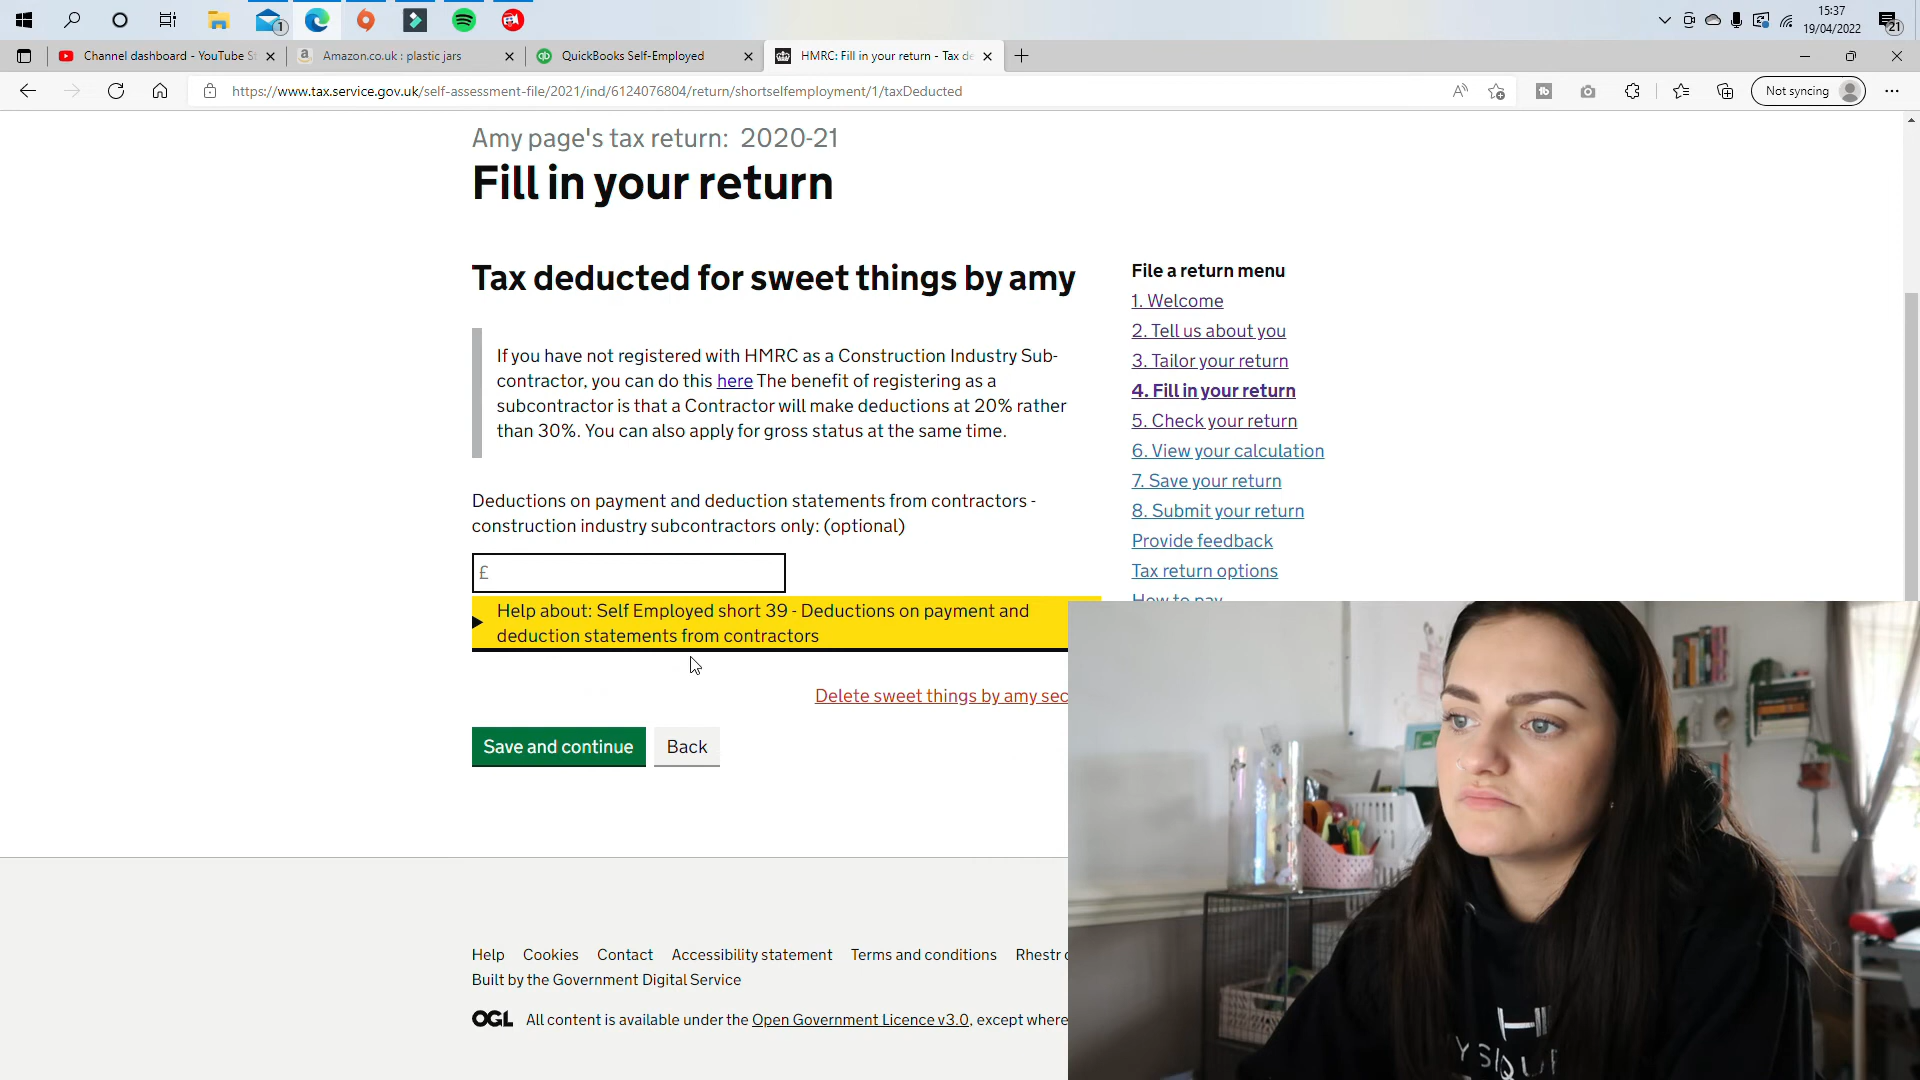 1
15:37
19/04/2022
21
Channel dashboard - YouTube S
Amazon.co.uk : plastic jars
QuickBooks Self-Employed
HMRC: Fill in your return - Tax de
https://www.tax.service.gov.uk/self-assessment-file/2021/ind/6124076804/return/shortselfemployment/1/taxDeducted
Not syncing
Amy page's tax return: 2020-21
Fill in your return
Tax deducted for sweet things by amy
If you have not registered with HMRC as a Construction Industry Sub-
contractor, you can do this here The benefit of registering as a
subcontractor is that a Contractor will make deductions at 20% rather
than 30%. You can also apply for gross status at the same time.
Deductions on payment and deduction statements from contractors -
construction industry subcontractors only: (optional)
£
Help about: Self Employed short 39 - Deductions on payment and
deduction statements from contractors
Delete sweet things by amy sec
Save and continue
Back
File a return menu
1. Welcome
2. Tell us about you
3. Tailor your return
4. Fill in your return
5. Check your return
6. View your calculation
7. Save your return
8. Submit your return
Provide feedback
Tax return options
How to pay
Help Cookies Contact Accessibility statement Terms and conditions Rhestr
Built by the Government Digital Service
OGL All content is available under the Open Government Licence v3.0, except where